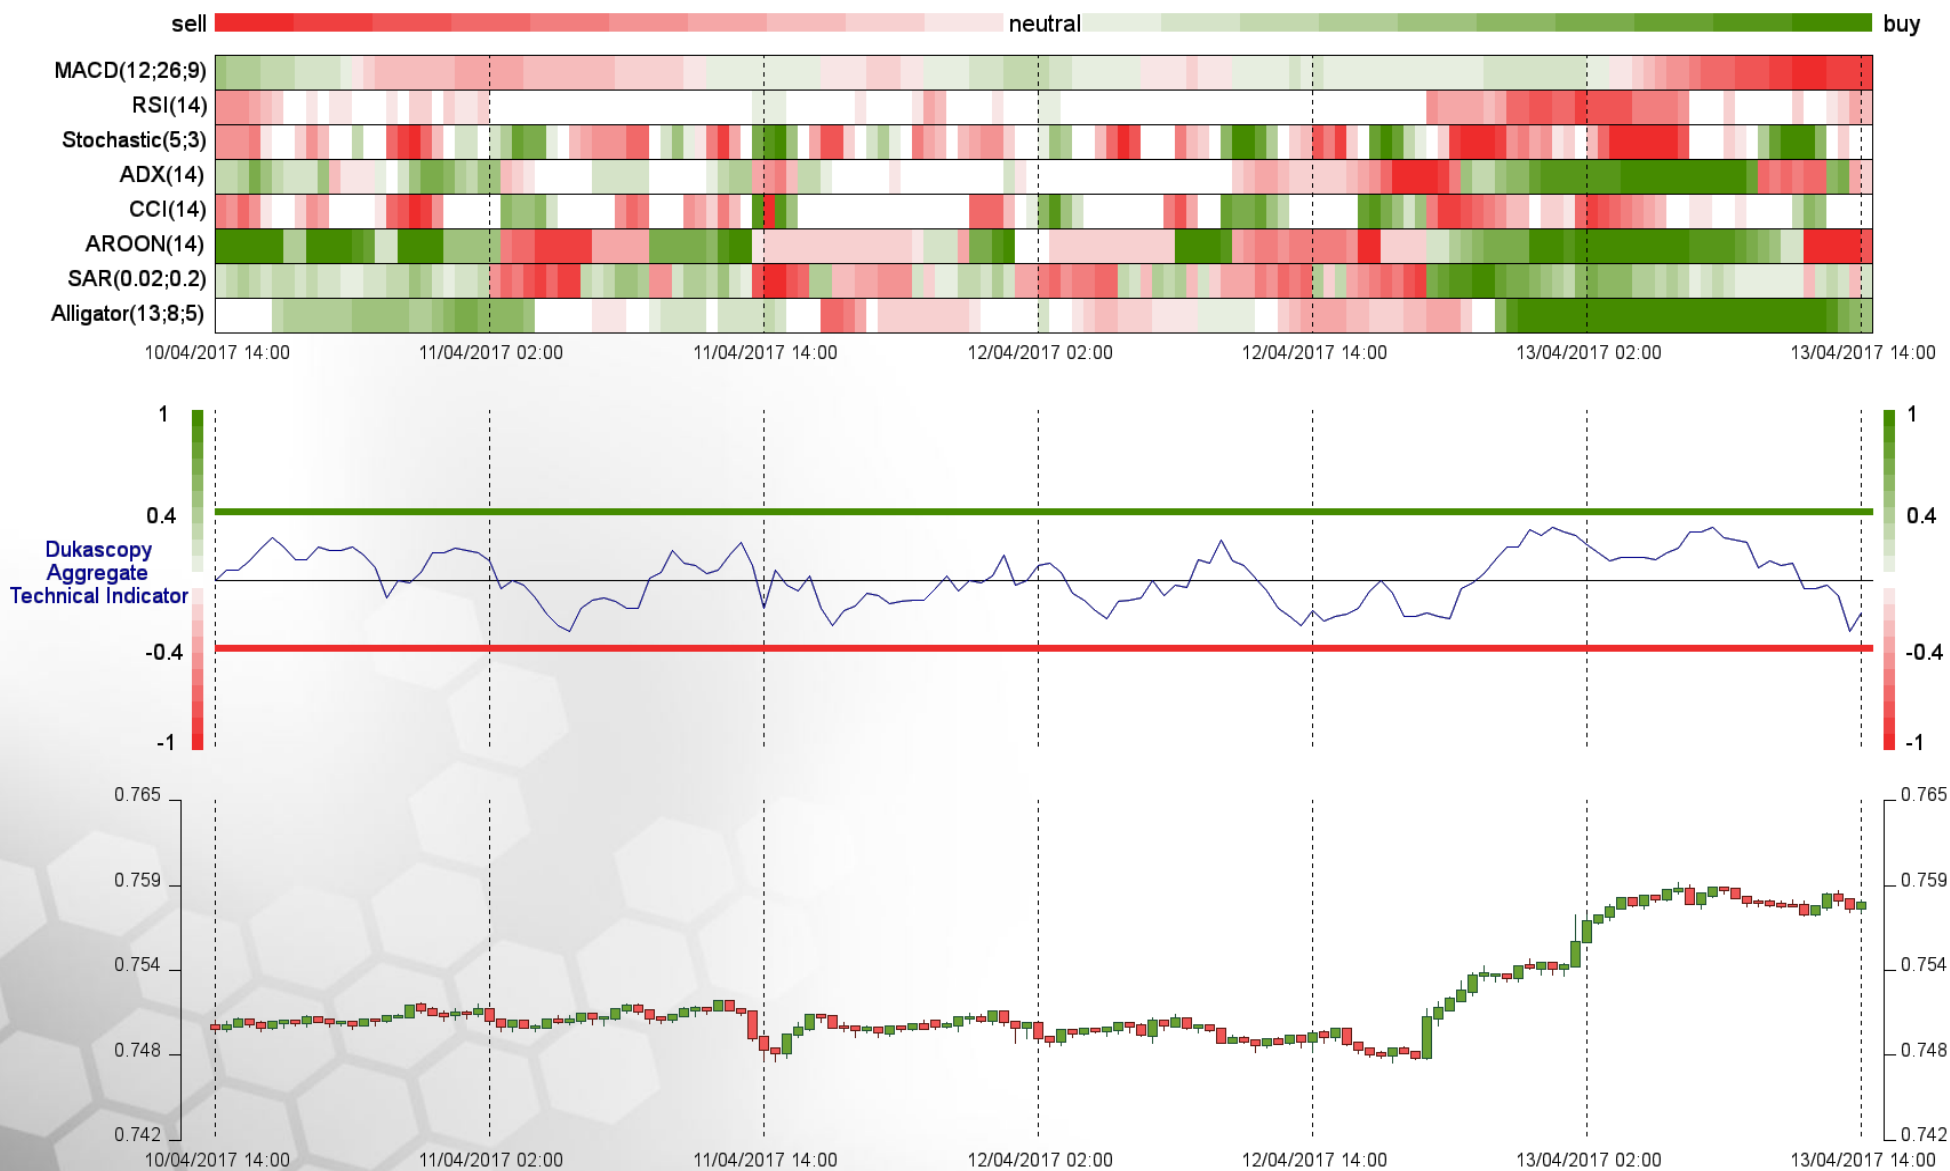 sell neutral buy
MACD(12;26;9)
RSI(14)
Stochastic(5;3)
ADX(14)
CCI(14)
AROON(14)
SAR(0.02;0.2)
Alligator(13;8;5)
10/04/2017 14:00 11/04/2017 02:00 11/04/2017 14:00 12/04/2017 02:00 12/04/2017 14:00 13/04/2017 02:00 13/04/2017 14:00
1 1
0.4 0.4
Dukascopy
Aggregate
Technical Indicator
-0.4 -0.4
-1 -1
0.765 0.765
0.759 0.759
0.754 0.754
0.748 0.748
0.742 0.742
10/04/2017 14:00 11/04/2017 02:00 11/04/2017 14:00 12/04/2017 02:00 12/04/2017 14:00 13/04/2017 02:00 13/04/2017 14:00